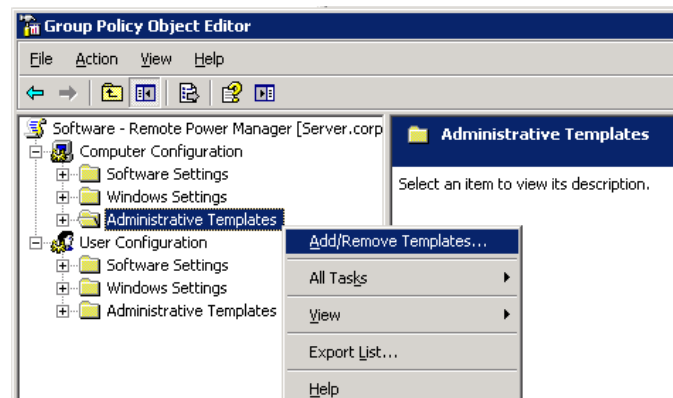 Group Policy Object Editor
File Action View Help
Software - Remote Power Manager [Server.corp
Computer Configuration
Software Settings
Windows Settings
Administrative Templates
User Configuration
Software Settings
Windows Settings
Administrative Templates
Add/Remove Templates...
All Tasks
View
Export List...
Help
Administrative Templates
Select an item to view its description.